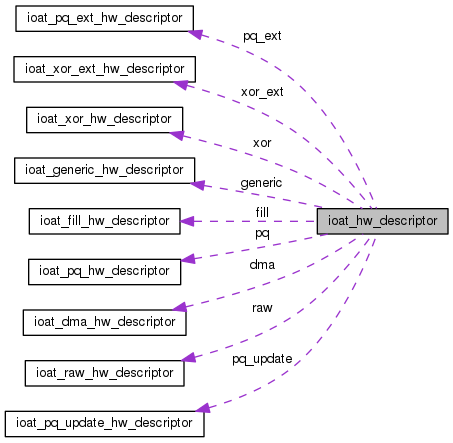 ioat_pq_ext_hw_descriptor
pq_ext
ioat_xor_ext_hw_descriptor
xor_ext
ioat_xor_hw_descriptor
xor
ioat_generic_hw_descriptor
generic
ioat_fill_hw_descriptor
fill
ioat_hw_descriptor
pq
ioat_pq_hw_descriptor
dma
ioat_dma_hw_descriptor
raw
ioat_raw_hw_descriptor
pq_update
ioat_pq_update_hw_descriptor